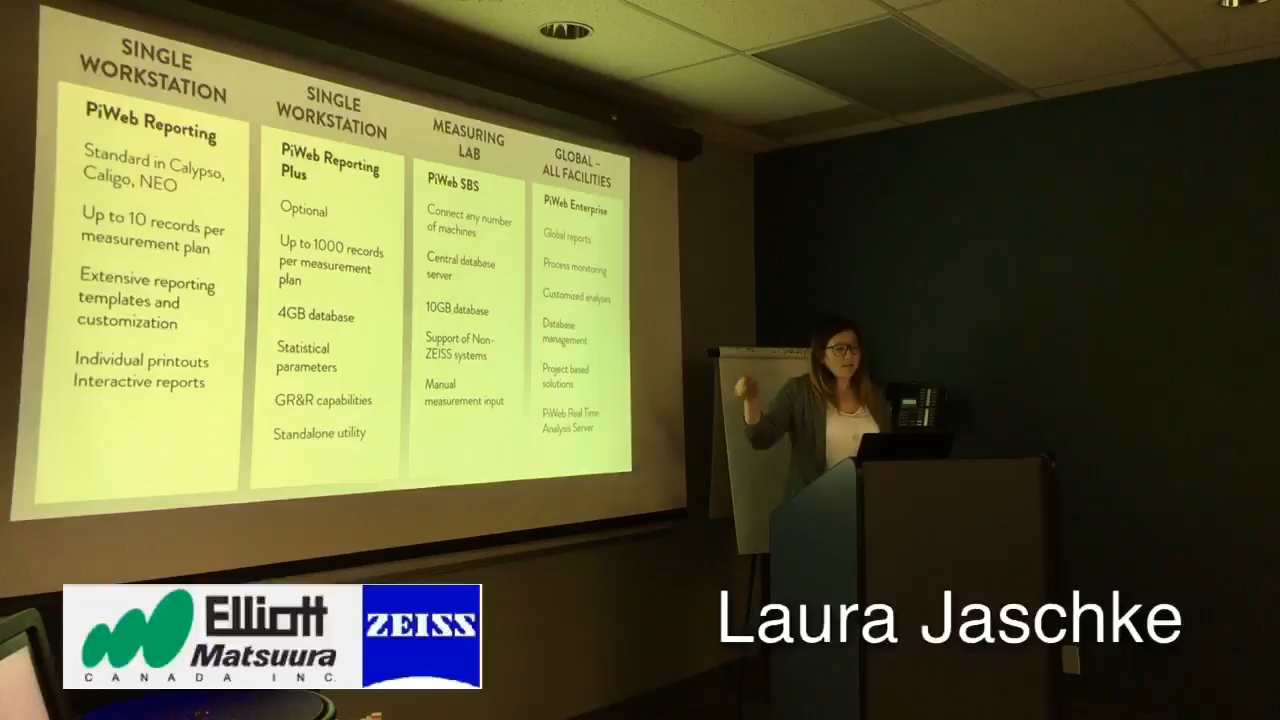 SINGLE
WORKSTATION
PiWeb Reporting
Standard in Calypso,
Caligo, NEO
Up to 10 records per
measurement plan
Extensive reporting
templates and
customization
Individual printouts
Interactive reports
SINGLE
WORKSTATION
PiWeb Reporting
Plus
Optional
Up to 1000 records
per measurement
plan
4GB database
Statistical
parameters
GR&R capabilities
Standalone utility
MEASURING
LAB
PiWeb SBS
Connect any number
of machines
Central database
server
10GB database
Support of Non-
ZEISS systems
Manual
measurement input
GLOBAL –
ALL FACILITIES
PiWeb Enterprise
Global reports
Process monitoring
Customized analyses
Database
management
Project based
solutions
PiWeb Real Time
Analysis Server
Elliott
Matsuura
CANADA INC.
ZEISS
Laura Jaschke